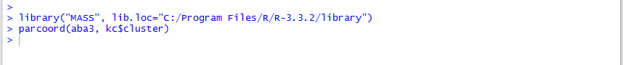 >
> library("MASS", lib.loc="C:/Program Files/R/R-3.3.2/library")
> parcoord(aba3, kc$cluster)
>